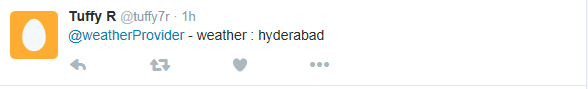 Tuffy R @tuffy7r · 1h
@weatherProvider - weather : hyderabad